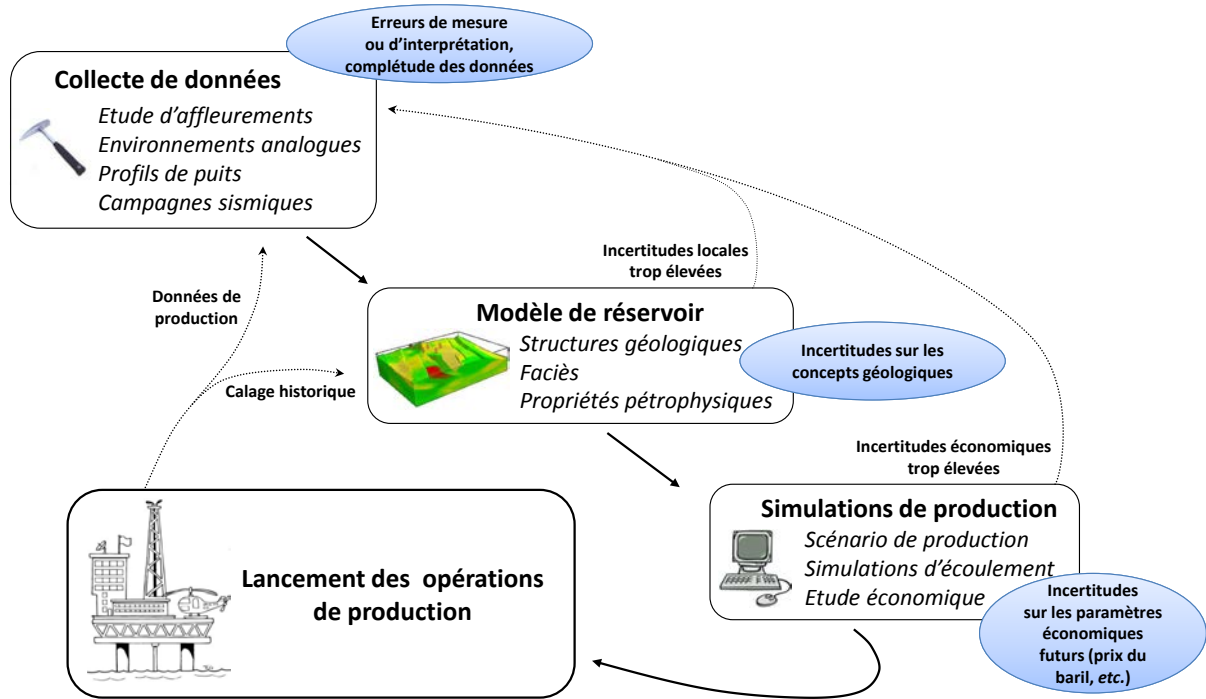 Erreurs de mesure
ou d'interprétation,
complétude des données
Collecte de données
Etude d'affleurements
Environnements analogues
Profils de puits
Campagnes sismiques
Incertitudes locales
trop élevées
Données de
production
Modèle de réservoir
Structures géologiques
Faciès
Propriétés pétrophysiques
Incertitudes sur les
concepts géologiques
Calage historique
Incertitudes économiques
trop élevées
Simulations de production
Scénario de production
Simulations d'écoulement
Etude économique
Incertitudes
sur les paramètres
économiques
futurs (prix du
baril, etc.)
Lancement des opérations
de production